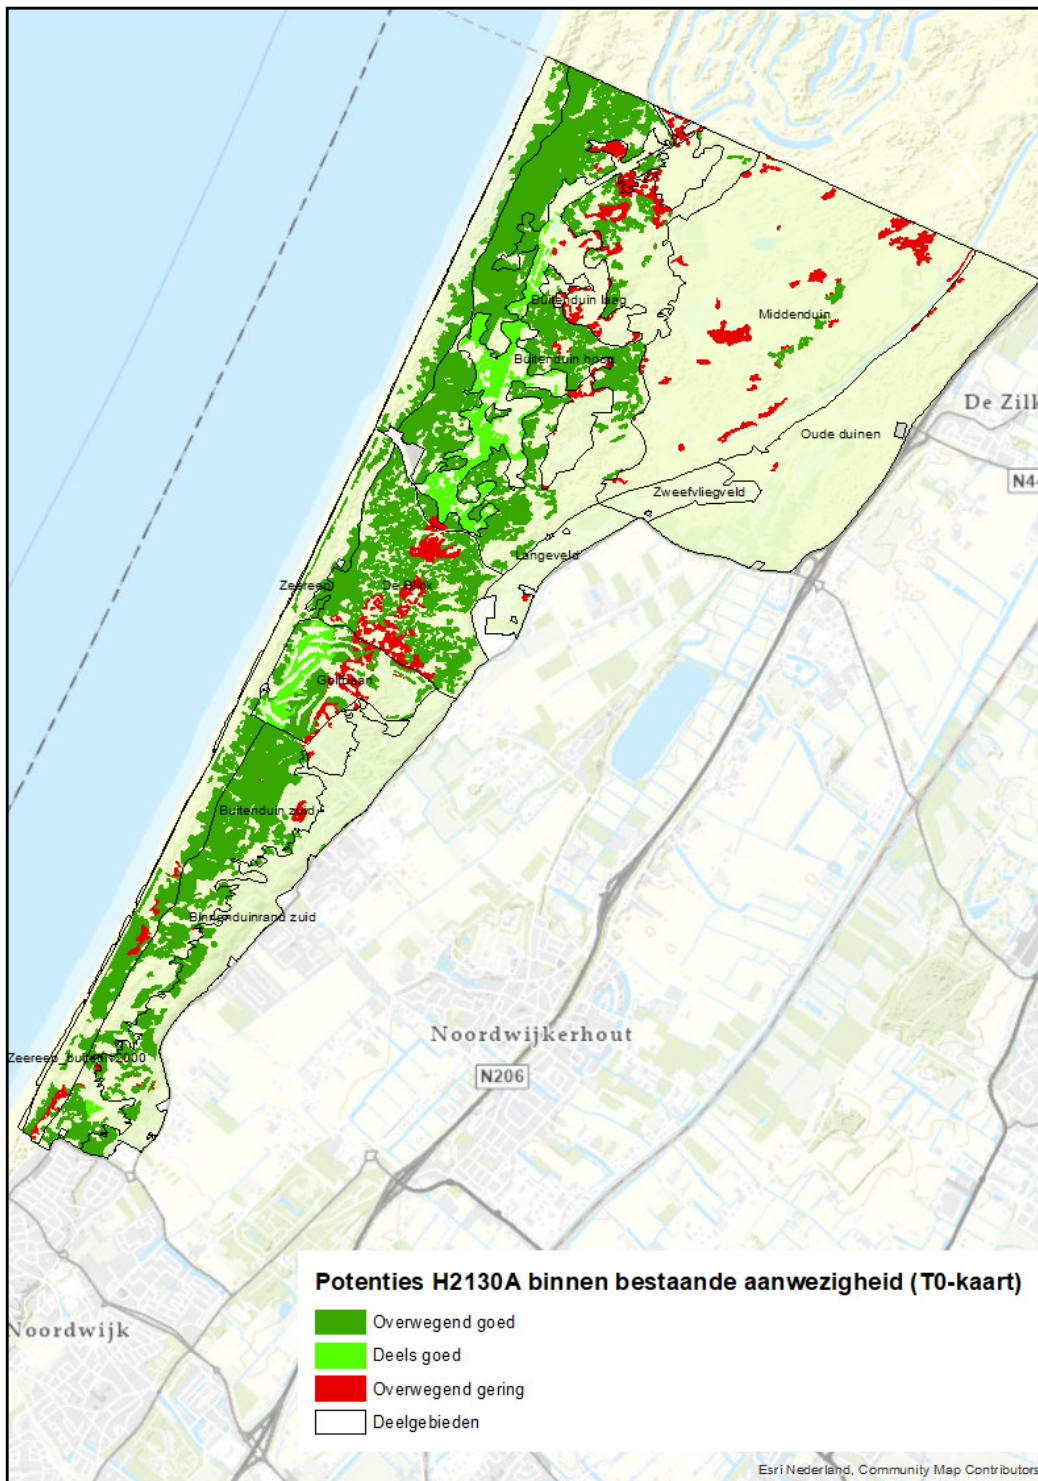 Buitenduin laag
Middenduin
Buitenduin hoog
De Zilk
Oude duinen
N44
Zweefvliegveld
Langeveld
Zeereep
De Blink
Golfbaan
Buitenduin zuid
Binnenduinrand zuid
Noordwijkerhout
Zeereep_buiten N2000
N206
Potenties H2130A binnen bestaande aanwezigheid (T0-kaart)
Overwegend goed
Deels goed
Noordwijk
Overwegend gering
Deelgebieden
Esri Nederland, Community Map Contributors